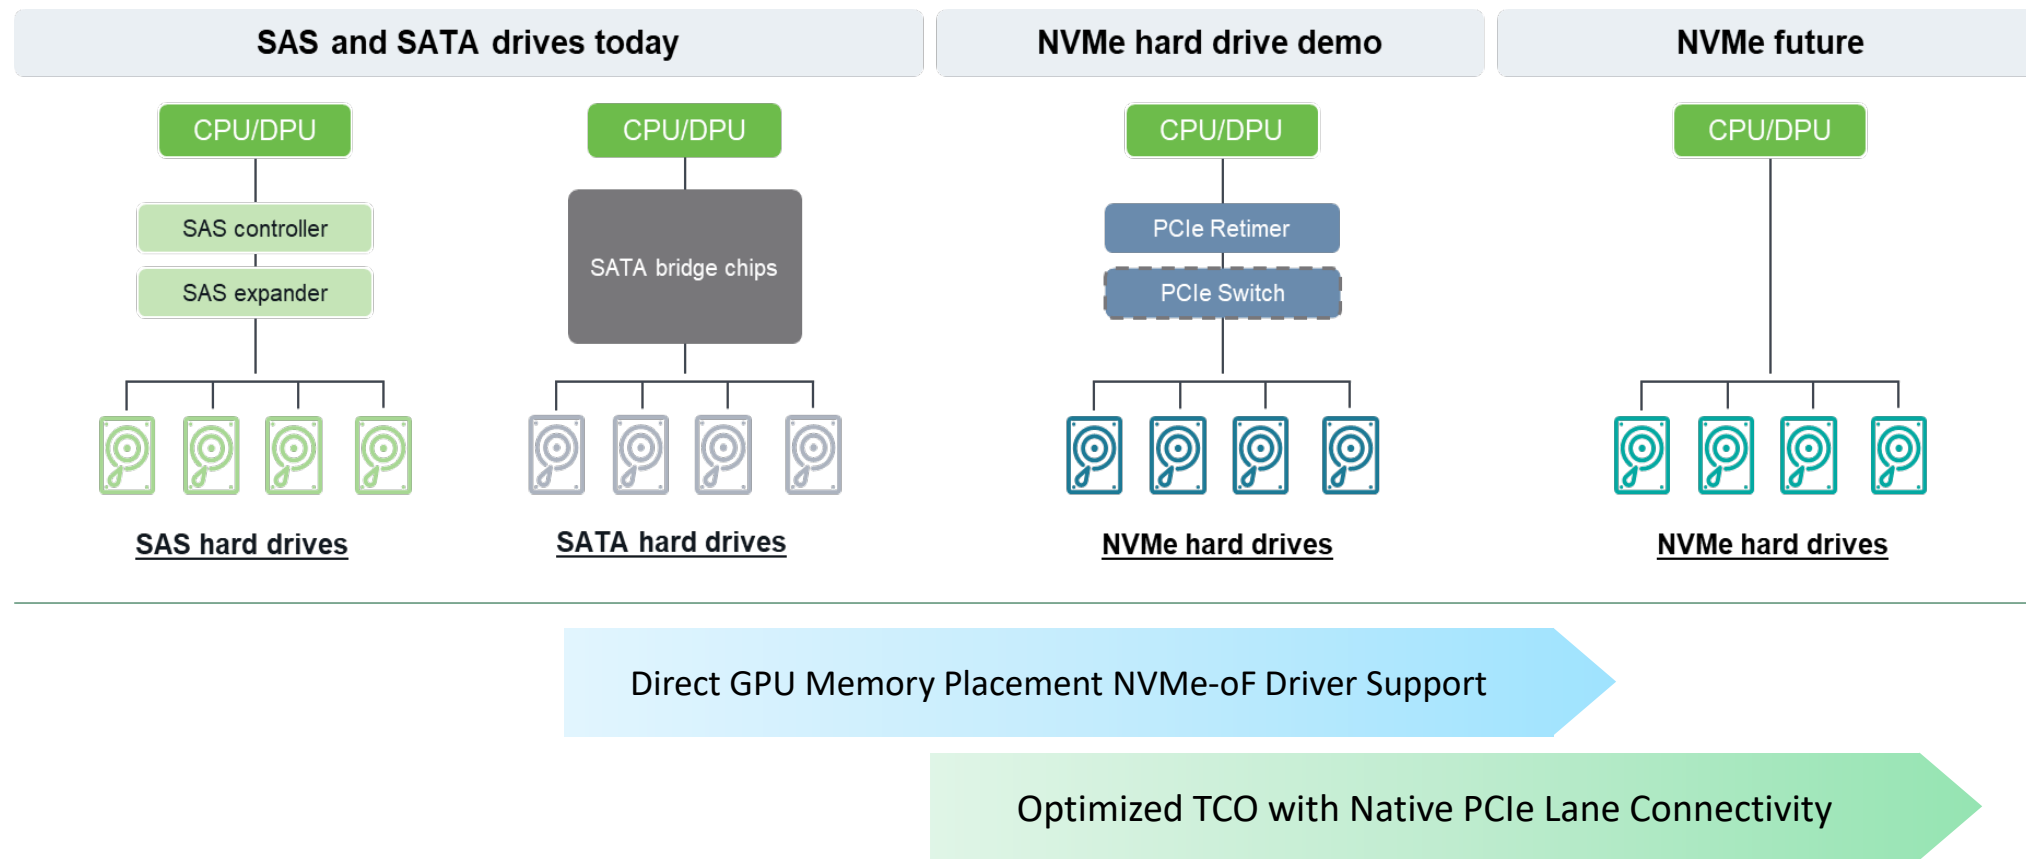 SAS and SATA drives today
NVMe hard drive demo
NVMe future
CPU/DPU
CPU/DPU
CPU/DPU
CPU/DPU
SAS controller
SAS expander
SATA bridge chips
PCIe Retimer
PCIe Switch
SAS hard drives
SATA hard drives
NVMe hard drives
NVMe hard drives
Direct GPU Memory Placement NVMe-oF Driver Support
Optimized TCO with Native PCIe Lane Connectivity